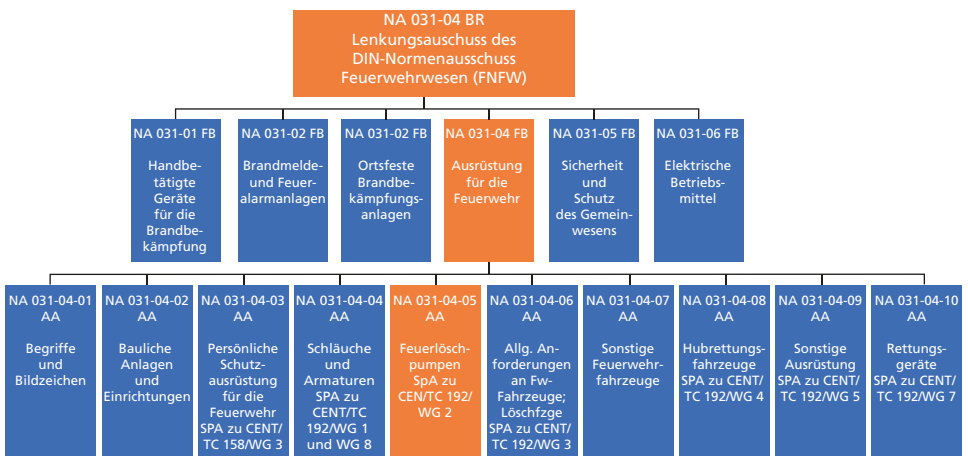 NA 031-04 BR
Lenkungsauschuss des
DIN-Normenausschuss
Feuerwehrwesen (FNFW)
NA 031-01 FB
Handbe-
tätigte
Geräte
für die
Brandbe-
kämpfung
NA 031-02 FB
Brandmelde-
und Feuer-
alarmanlagen
NA 031-02 FB
Ortsfeste
Brandbe-
kämpfungs-
anlagen
NA 031-04 FB
Ausrüstung
für die
Feuerwehr
NA 031-05 FB
Sicherheit
und
Schutz
des Gemein-
wesens
NA 031-06 FB
Elektrische
Betriebs-
mittel
NA 031-04-01
AA
Begriffe
und
Bildzeichen
NA 031-04-02
AA
Bauliche
Anlagen
und
Einrichtungen
NA 031-04-03
AA
Persönliche
Schutz-
ausrüstung
für die
Feuerwehr
SPA zu CENT/
TC 158/WG 3
NA 031-04-04
AA
Schläuche
und
Armaturen
SPA zu
CENT/TC
192/WG 1
und WG 8
NA 031-04-05
AA
Feuerlösch-
pumpen
SpA zu
CEN/TC 192/
WG 2
NA 031-04-06
AA
Allg. An-
forderungen
an Fw-
Fahrzeuge;
Löschfzge
SPA zu CENT/
TC 192/WG 3
NA 031-04-07
AA
Sonstige
Feuerwehr-
fahrzeuge
NA 031-04-08
AA
Hubrettungs-
fahrzeuge
SPA zu CENT/
TC 192/WG 4
NA 031-04-09
AA
Sonstige
Ausrüstung
SPA zu CENT/
TC 192/WG 5
NA 031-04-10
AA
Rettungs-
geräte
SPA zu CENT/
TC 192/WG 7